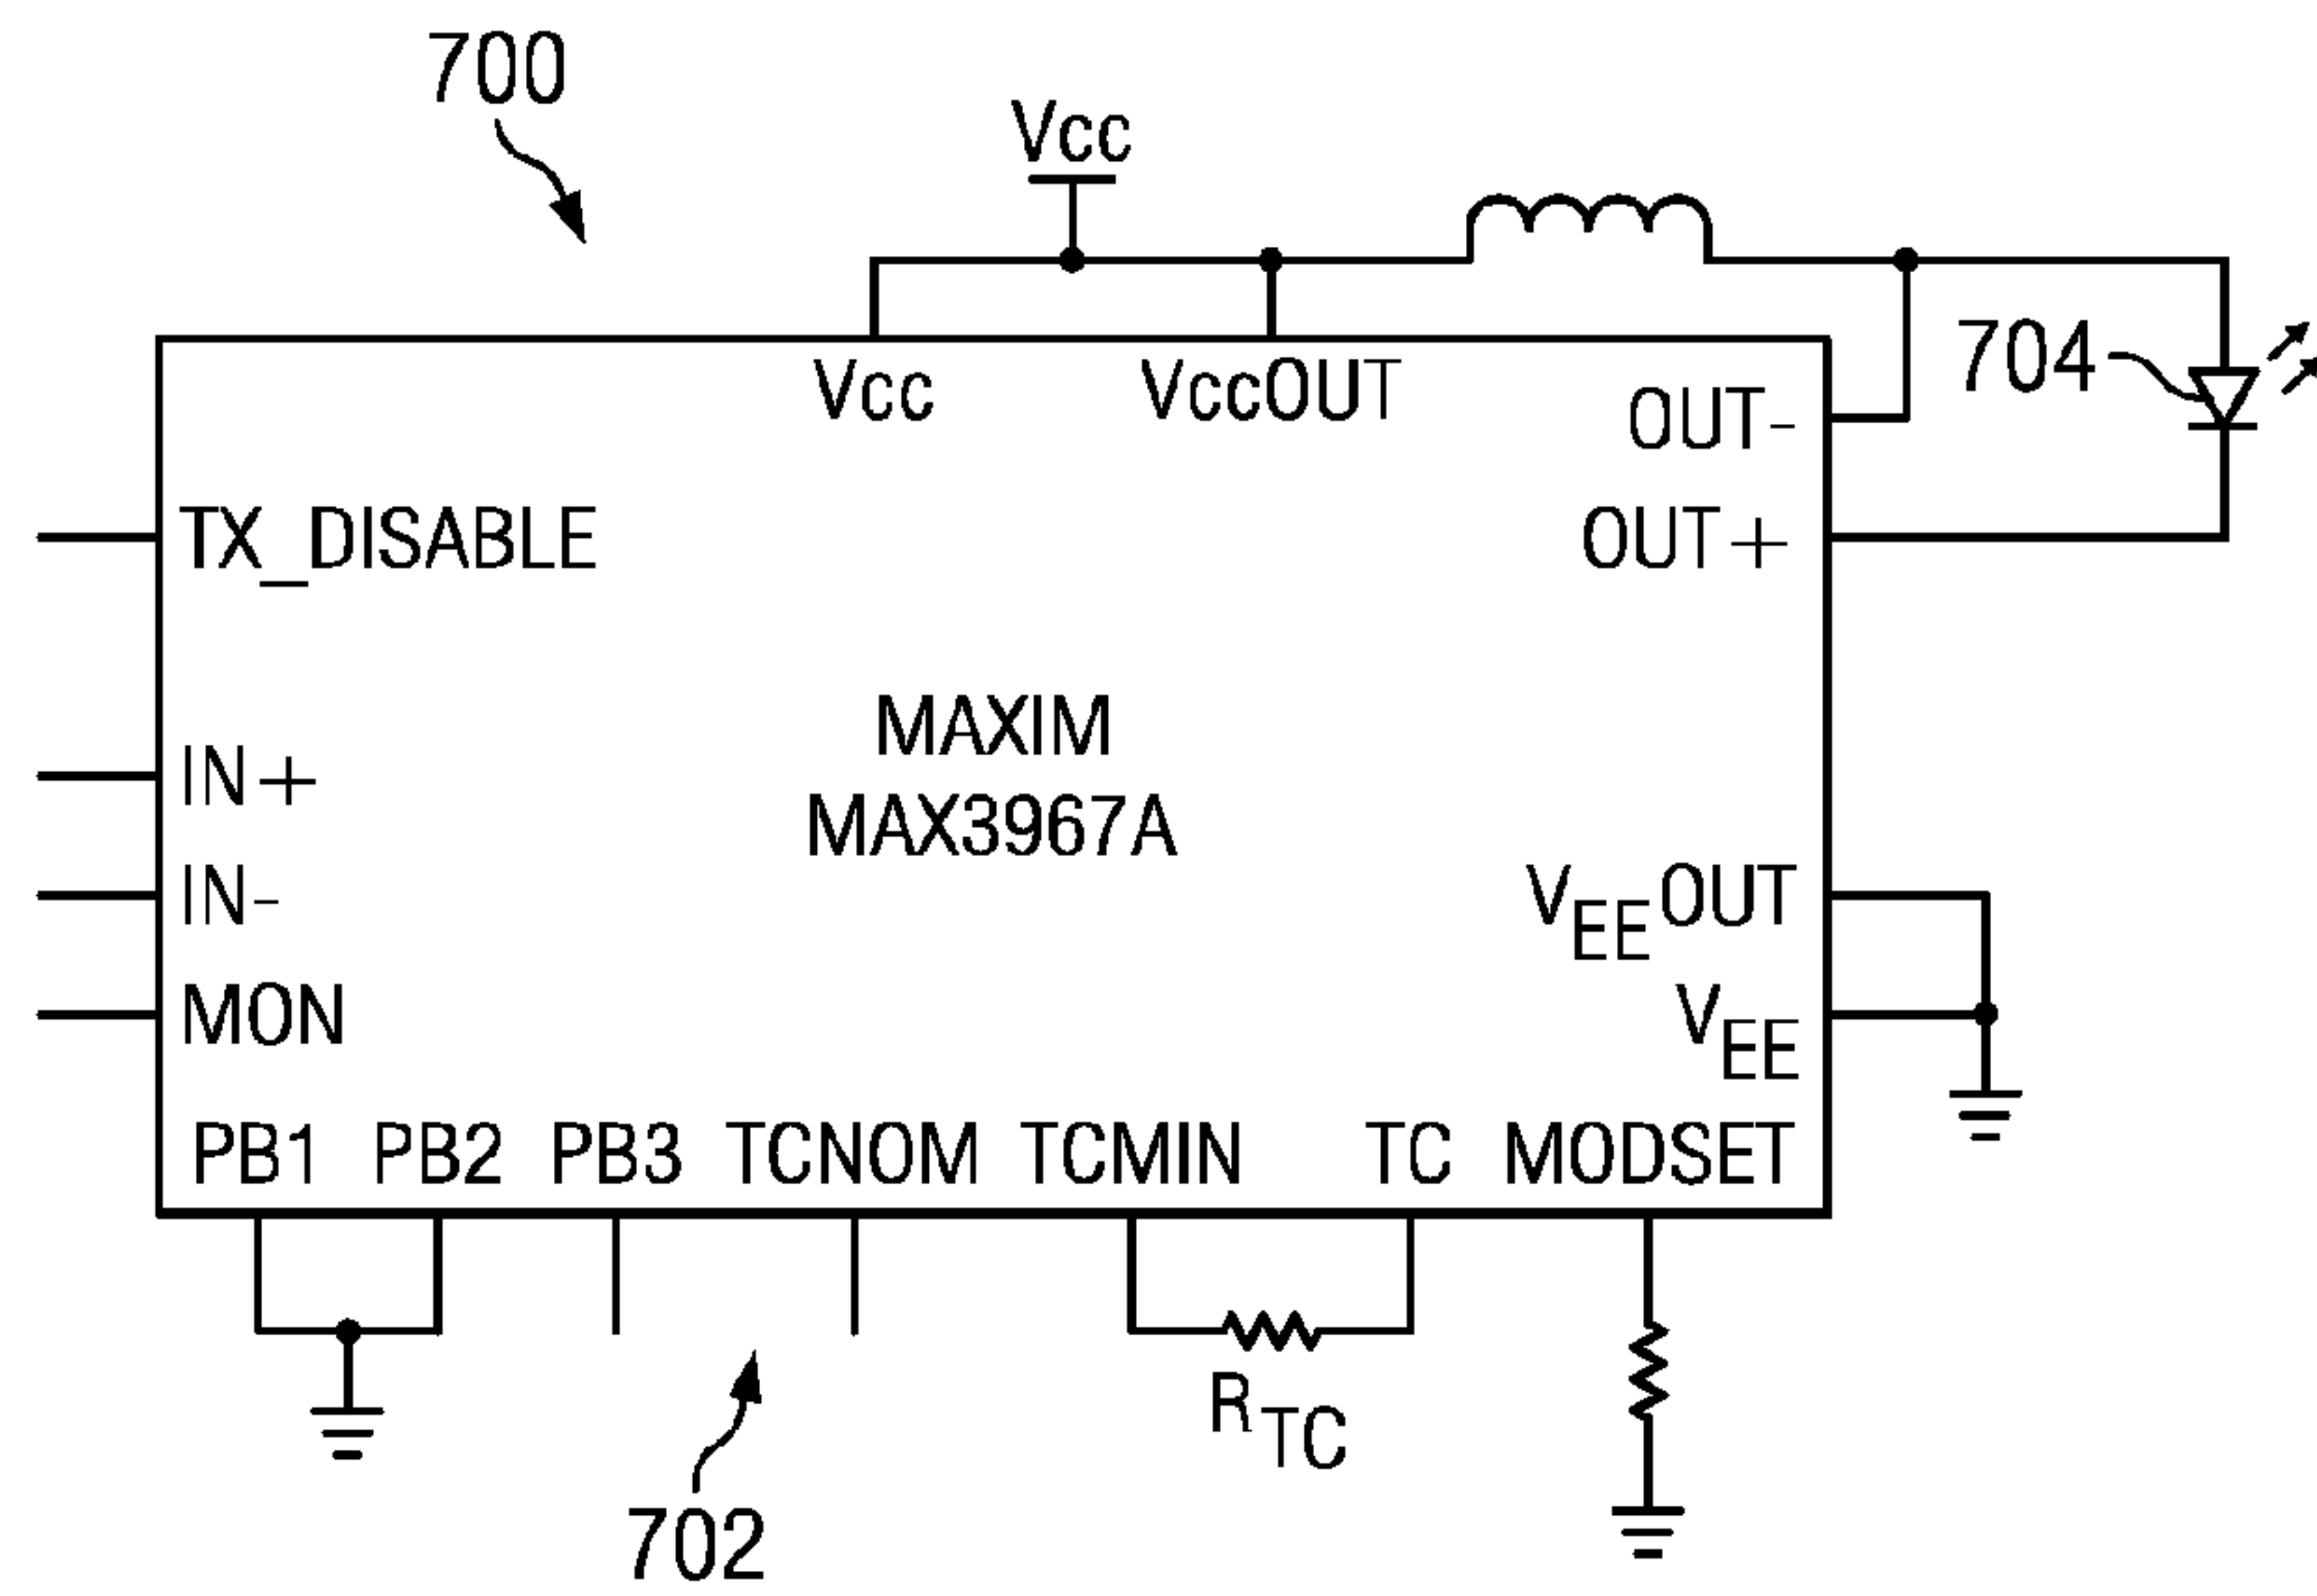 700
Vcc
704
Vcc
VccOUT
OUT-
OUT+
TX_DISABLE
MAXIM
MAX3967A
IN+
IN-
MON
VEEOUT
VEE
PB1
PB2
PB3
TCNOM
TCMIN
TC
MODSET
RTC
702